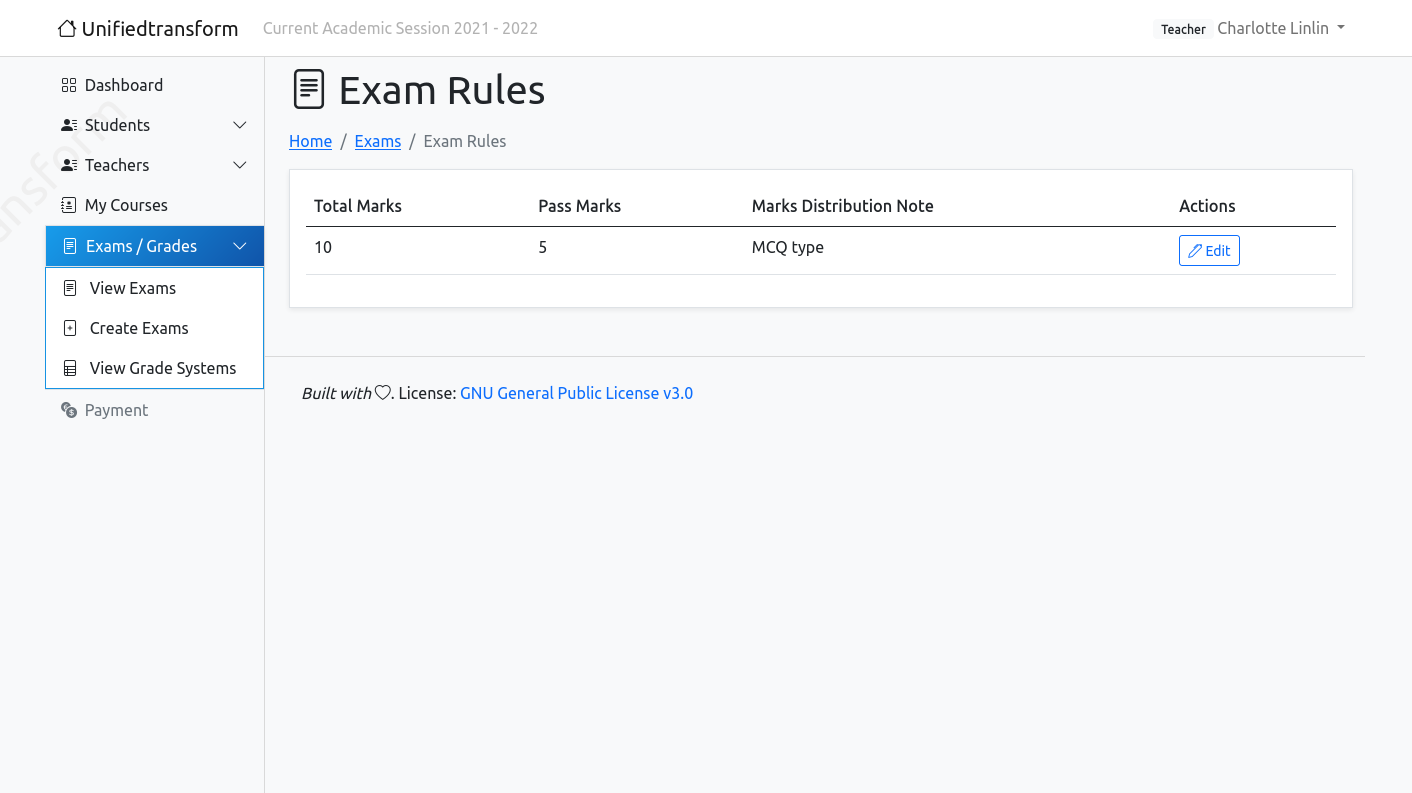 Unifiedtransform
Current Academic Session 2021 - 2022
Teacher Charlotte Linlin
Dashboard
Students
Teachers
My Courses
Exams / Grades
View Exams
Create Exams
View Grade Systems
Payment
Exam Rules
Home / Exams / Exam Rules
Total Marks Pass Marks Marks Distribution Note Actions
10 5 MCQ type Edit
Built with . License: GNU General Public License v3.0